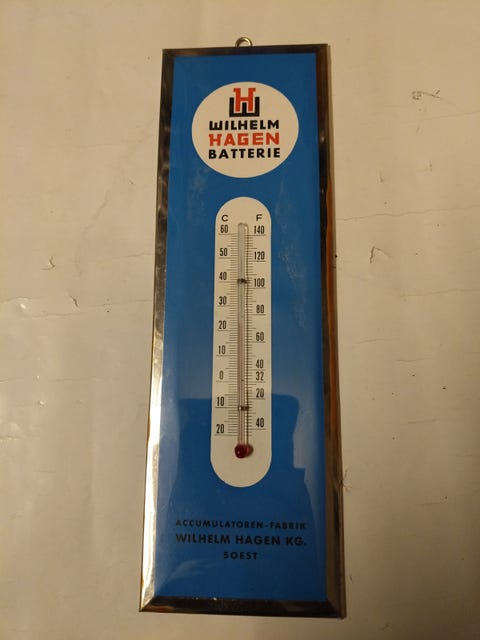 H
WILHELM
HAGEN
BATTERIE
C F
60 140
50 120
40 100
30 80
20 60
10 40
0 32
10 20
20 40
ACCUMULATOREN-FABRIK
WILHELM HAGEN KG.
SOEST